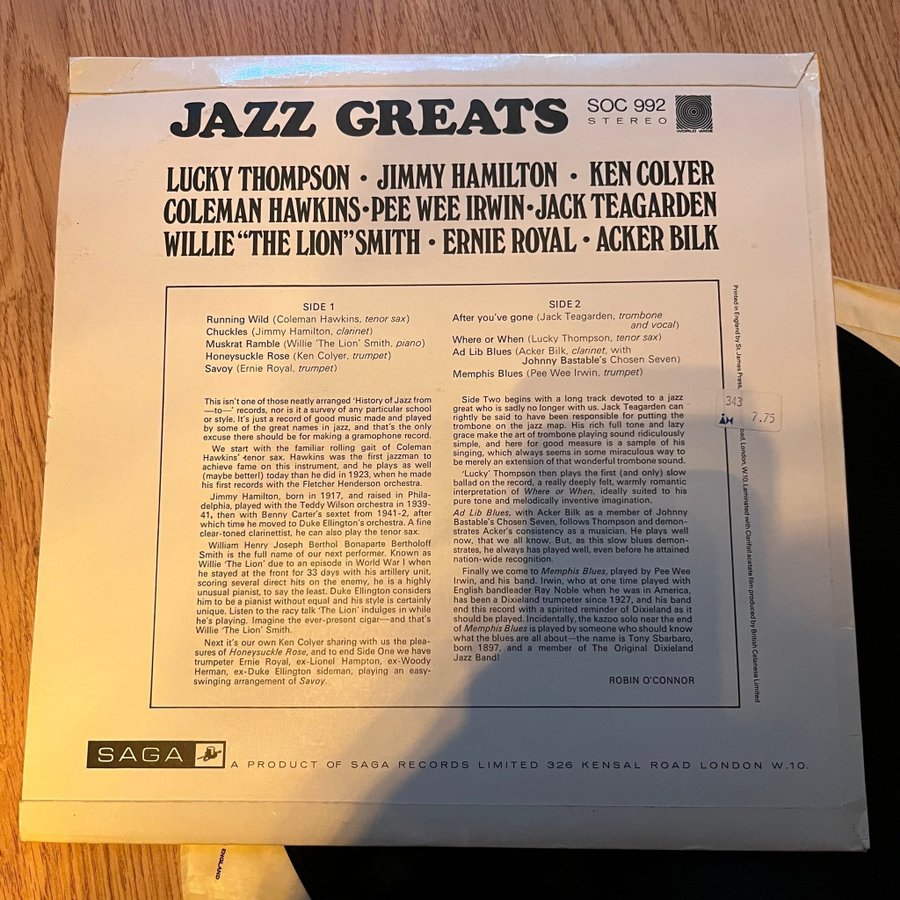 JAZZ GREATS
SOC 992
STEREO
WORLD WIDE
LUCKY THOMPSON • JIMMY HAMILTON • KEN COLYER
COLEMAN HAWKINS • PEE WEE IRWIN • JACK TEAGARDEN
WILLIE "THE LION" SMITH • ERNIE ROYAL • ACKER BILK
SIDE 1
Running Wild (Coleman Hawkins, tenor sax)
Chuckles (Jimmy Hamilton, clarinet)
Muskrat Ramble (Willie 'The Lion' Smith, piano)
Honeysuckle Rose (Ken Colyer, trumpet)
Savoy (Ernie Royal, trumpet)
This isn't one of those neatly arranged 'History of Jazz from
—to—' records, nor is it a survey of any particular school
or style. It's just a record of good music made and played
by some of the great names in jazz, and that's the only
excuse there should be for making a gramophone record.
We start with the familiar rolling gait of Coleman
Hawkins' tenor sax. Hawkins was the first jazzman to
achieve fame on this instrument, and he plays as well
(maybe better!) today than he did in 1923, when he made
his first records with the Fletcher Henderson orchestra.
Jimmy Hamilton, born in 1917, and raised in Phila-
delphia, played with the Teddy Wilson orchestra in 1939-
41, then with Benny Carter's sextet from 1941-2, after
which time he moved to Duke Ellington's orchestra. A fine
clear-toned clarinettist, he can also play the tenor sax.
William Henry Joseph Berthol Bonaparte Bertholoff
Smith is the full name of our next performer. Known as
Willie 'The Lion' due to an episode in World War I when
he stayed at the front for 33 days with his artillery unit,
scoring several direct hits on the enemy, he is a highly
unusual pianist, to say the least. Duke Ellington considers
him to be a pianist without equal and his style is certainly
unique. Listen to the racy talk 'The Lion' indulges in while
he's playing. Imagine the ever-present cigar—and that's
Willie 'The Lion' Smith.
Next it's our own Ken Colyer sharing with us the plea-
sures of Honeysuckle Rose, and to end Side One we have
trumpeter Ernie Royal, ex-Lionel Hampton, ex-Woody
Herman, ex-Duke Ellington sideman, playing an easy-
swinging arrangement of Savoy.
SIDE 2
After you've gone (Jack Teagarden, trombone
and vocal)
Where or When (Lucky Thompson, tenor sax)
Ad Lib Blues (Acker Bilk, clarinet, with
Johnny Bastable's Chosen Seven)
Memphis Blues (Pee Wee Irwin, trumpet)
Side Two begins with a long track devoted to a jazz
great who is sadly no longer with us. Jack Teagarden can
rightly be said to have been responsible for putting the
trombone on the jazz map. His rich full tone and lazy
grace make the art of trombone playing sound ridiculously
simple, and here for good measure is a sample of his
singing, which always seems in some miraculous way to
be merely an extension of that wonderful trombone sound.
'Lucky' Thompson then plays the first (and only) slow
ballad on the record, a really deeply felt, warmly romantic
interpretation of Where or When, ideally suited to his
pure tone and melodically inventive imagination.
Ad Lib Blues, with Acker Bilk as a member of Johnny
Bastable's Chosen Seven, follows Thompson and demon-
strates Acker's consistency as a musician. He plays well
now, that we all know. But, as this slow blues demon-
strates, he always has played well, even before he attained
nation-wide recognition.
Finally we come to Memphis Blues, played by Pee Wee
Irwin, and his band. Irwin, who at one time played with
English bandleader Ray Noble when he was in America,
has been a Dixieland trumpeter since 1927, and his band
end this record with a spirited reminder of Dixieland as it
should be played. Incidentally, the kazoo solo near the end
of Memphis Blues is played by someone who should know
what the blues are all about—the name is Tony Sbarbaro,
born 1897, and a member of The Original Dixieland
Jazz Band!
ROBIN O'CONNOR
Printed in England by St. James Press, London, W.10. Laminated with Clarifoil acetate film produced by British Celanese Limited
343
7.75
SAGA
A PRODUCT OF SAGA RECORDS LIMITED 326 KENSAL ROAD LONDON W.10.
ENGLAND